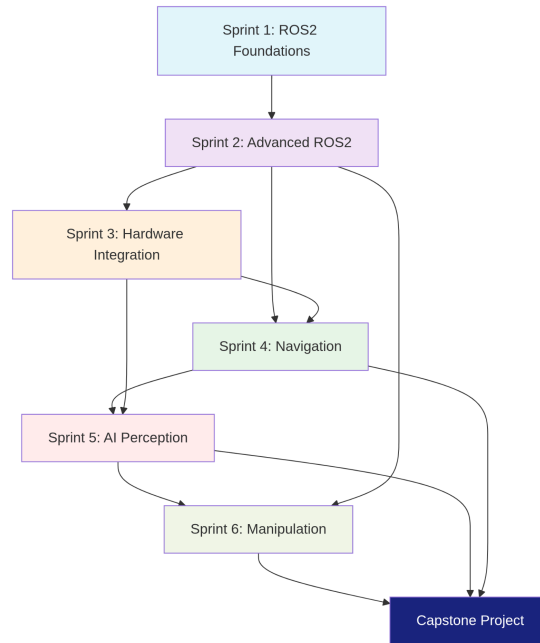 Sprint 1: ROS2
Foundations
Sprint 2: Advanced ROS2
Sprint 3: Hardware
Integration
Sprint 4: Navigation
Sprint 5: AI Perception
Sprint 6: Manipulation
Capstone Project